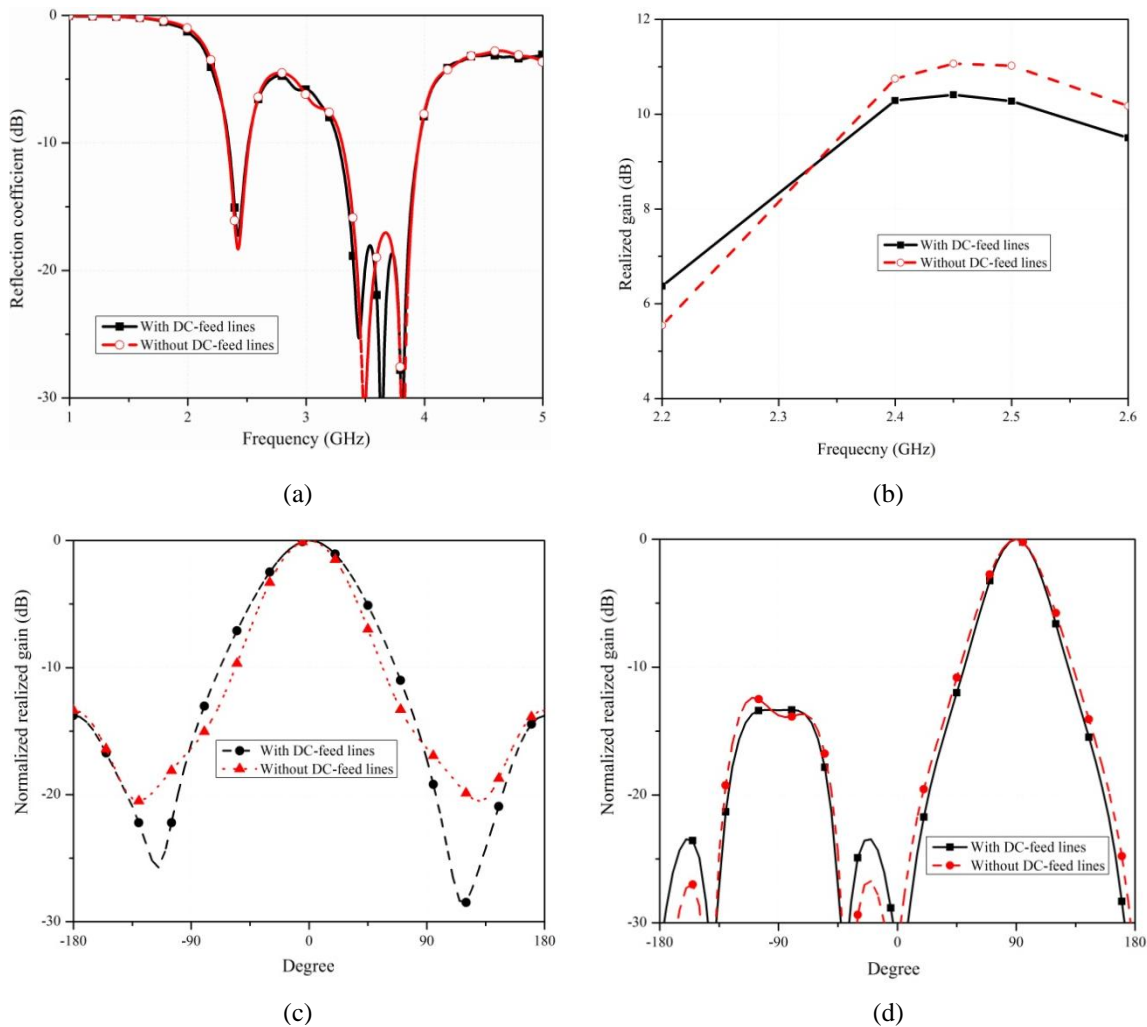 0
-10
-20
-30
Reflection coefficient (dB)
With DC-feed lines
Without DC-feed lines
1 2 3 4 5
Frequency (GHz)
(a)
12
10
8
6
4
Realized gain (dB)
With DC-feed lines
Without DC-feed lines
2.2 2.3 2.4 2.5 2.6
Frequecny (GHz)
(b)
0
-10
-20
-30
Normalized realized gain (dB)
With DC-feed lines
Without DC-feed lines
-180 -90 0 90 180
Degree
(c)
0
-10
-20
-30
Normalized realized gain (dB)
With DC-feed lines
Without DC-feed lines
-180 -90 0 90 180
Degree
(d)